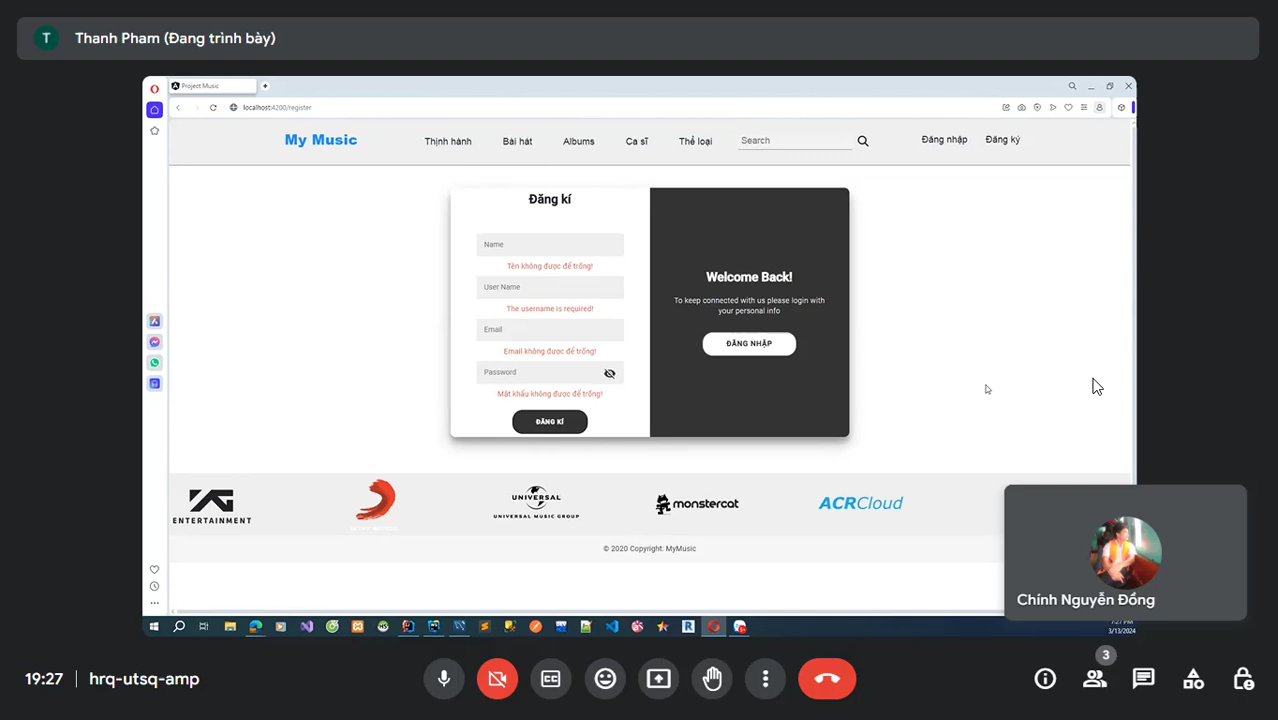 T Thanh Pham (Đang trình bày)
Project Music
localhost:4200/register
My Music
Thịnh hành
Bài hát
Albums
Ca sĩ
Thể loại
Search
Đăng nhập
Đăng ký
Đăng kí
Name
Tên không được để trống!
User Name
The username is required!
Email
Email không được để trống!
Password
Mật khẩu không được để trống!
ĐĂNG KÍ
Welcome Back!
To keep connected with us please login with
your personal info
ĐĂNG NHẬP
YG
ENTERTAINMENT
UNIVERSAL
UNIVERSAL MUSIC GROUP
monstercat
ACRCloud
© 2020 Copyright: MyMusic
Chính Nguyễn Đồng
3/13/2024
19:27
hrq-utsq-amp
3